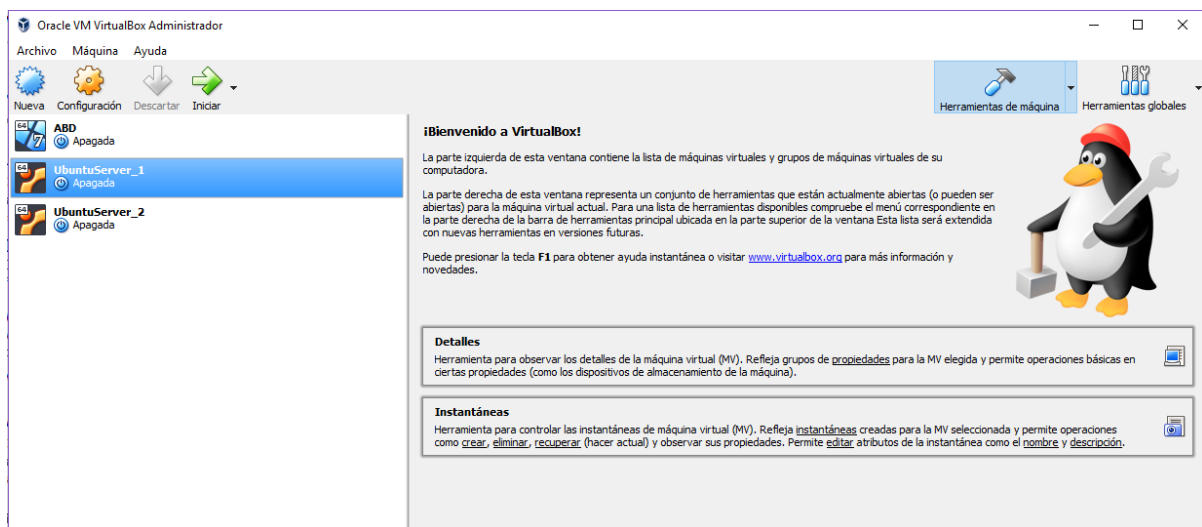 Oracle VM VirtualBox Administrador
Archivo Máquina Ayuda
Nueva Configuración Descartar Iniciar
Herramientas de máquina Herramientas globales
64 7 ABD
Apagada
64 UbuntuServer_1
Apagada
64 UbuntuServer_2
Apagada
¡Bienvenido a VirtualBox!
La parte izquierda de esta ventana contiene la lista de máquinas virtuales y grupos de máquinas virtuales de su
computadora.
La parte derecha de esta ventana representa un conjunto de herramientas que están actualmente abiertas (o pueden ser
abiertas) para la máquina virtual actual. Para una lista de herramientas disponibles compruebe el menú correspondiente en
la parte derecha de la barra de herramientas principal ubicada en la parte superior de la ventana Esta lista será extendida
con nuevas herramientas en versiones futuras.
Puede presionar la tecla F1 para obtener ayuda instantánea o visitar www.virtualbox.org para más información y
novedades.
Detalles
Herramienta para observar los detalles de la máquina virtual (MV). Refleja grupos de propiedades para la MV elegida y permite operaciones básicas en
ciertas propiedades (como los dispositivos de almacenamiento de la máquina).
Instantáneas
Herramienta para controlar las instantáneas de máquina virtual (MV). Refleja instantáneas creadas para la MV seleccionada y permite operaciones
como crear, eliminar, recuperar (hacer actual) y observar sus propiedades. Permite editar atributos de la instantánea como el nombre y descripción.